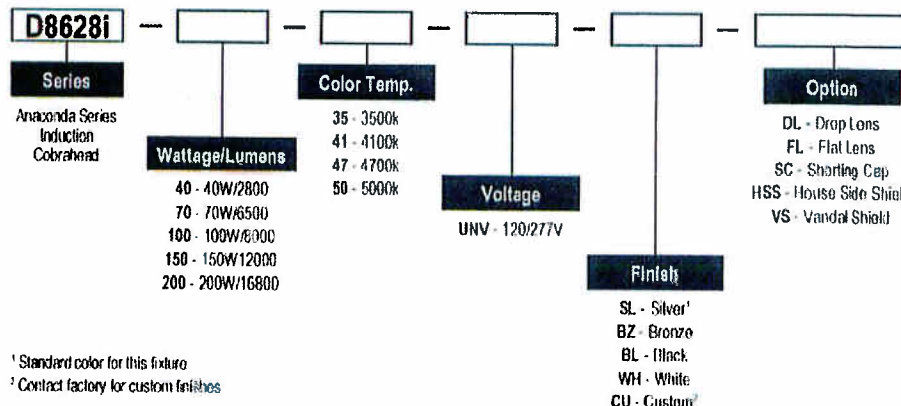 D8628i
Series
Anaconda Series
Induction
Cobrahead
Wattage/Lumens
40 - 40W/2800
70 - 70W/6500
100 - 100W/8000
150 - 150W12000
200 - 200W/16800
Color Temp.
35 - 3500k
41 - 4100k
47 - 4700k
50 - 5000k
Voltage
UNV - 120/277V
Finish
SL - Silver¹
BZ - Bronze
BL - Black
WH - White
CU - Custom²
Option
DL - Drop Lens
FL - Flat Lens
SC - Shorting Cap
HSS - House Side Shiel
VS - Vandal Shield
¹ Standard color for this fixture
² Contact factory for custom finishes